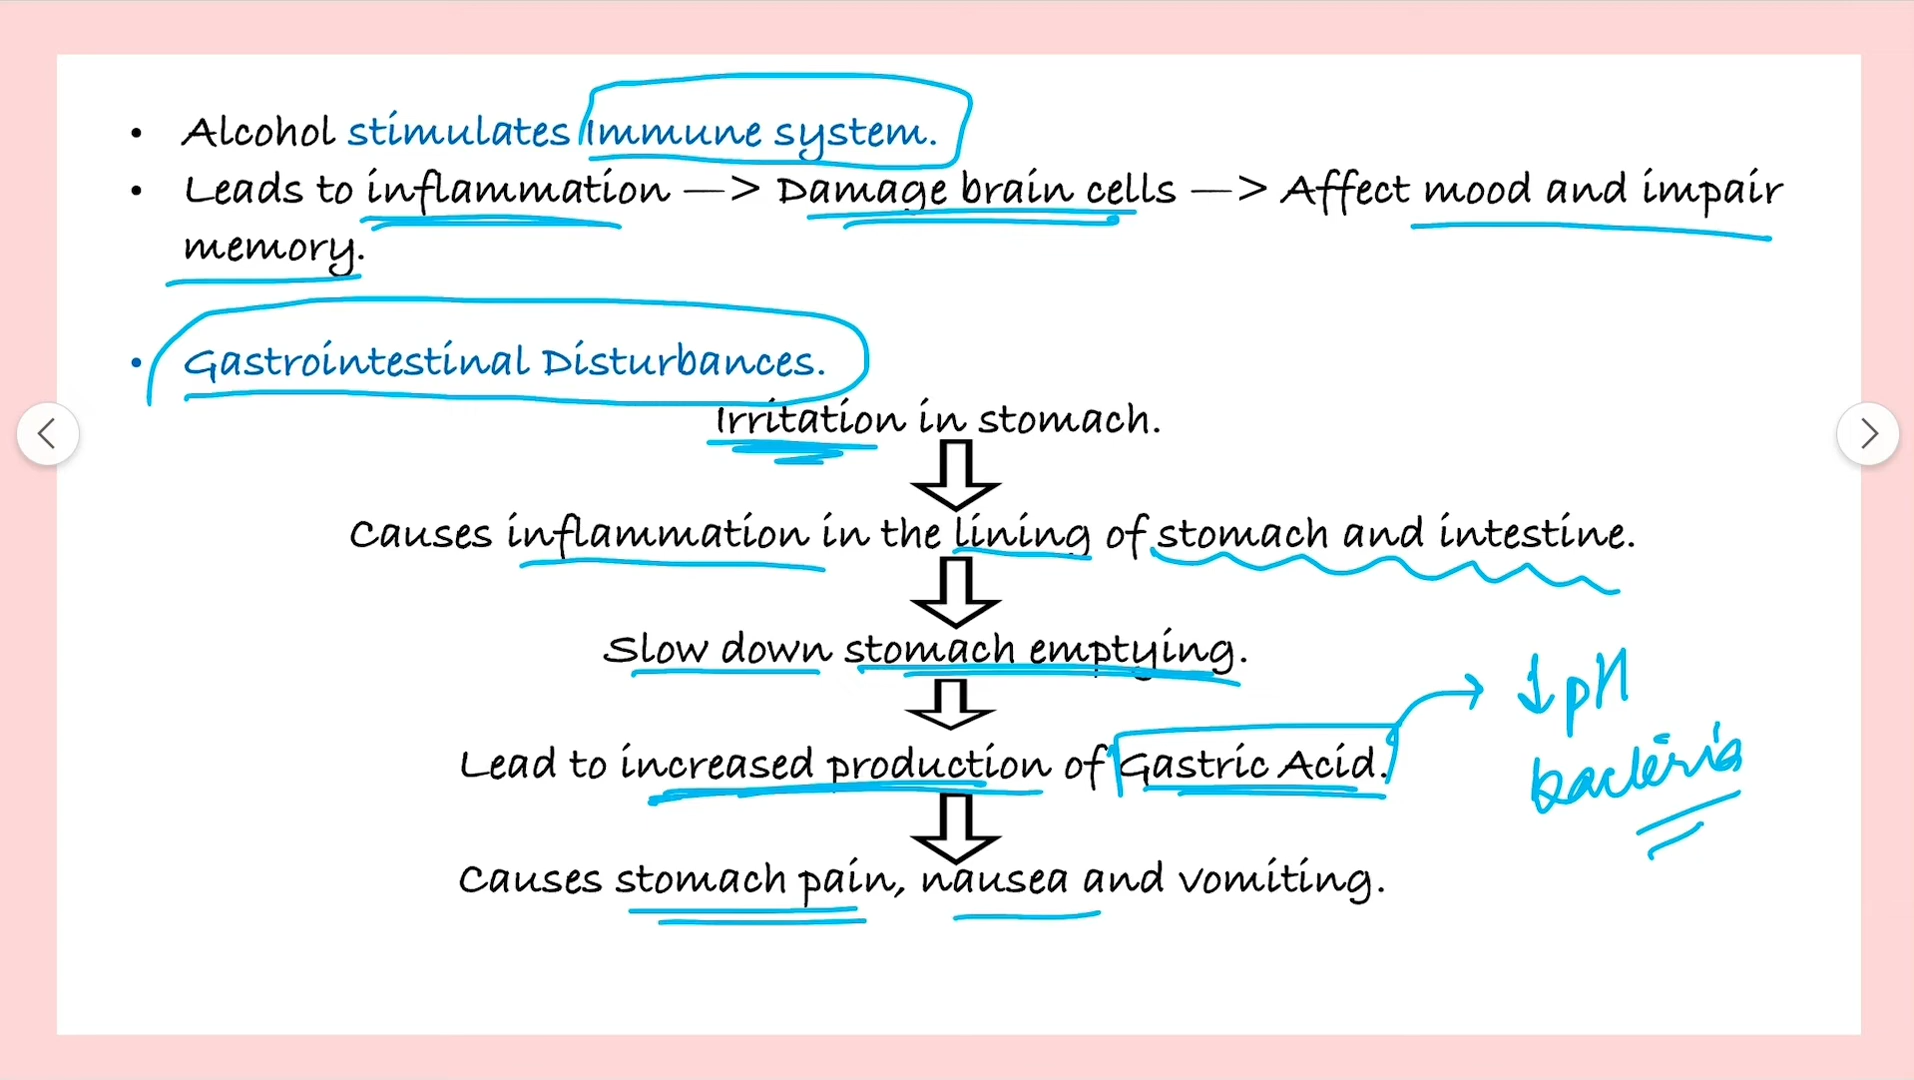 • Alcohol stimulates Immune system.
• Leads to inflammation —> Damage brain cells —> Affect mood and impair
memory.
• Gastrointestinal Disturbances.
Irritation in stomach.
Causes inflammation in the lining of stomach and intestine.
Slow down stomach emptying.
↓ pH
Lead to increased production of Gastric Acid.
bacteria
Causes stomach pain, nausea and vomiting.